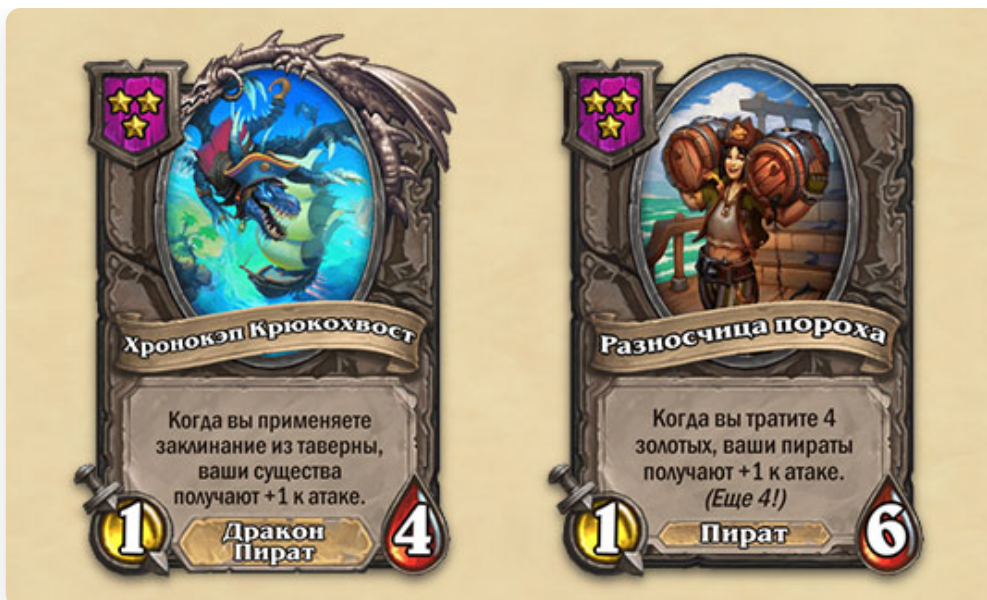 Хронокэп Крюкохвост
Когда вы применяете
заклинание из таверны,
ваши существа
получают +1 к атаке.
1
Дракон
Пират
4
Разносчица пороха
Когда вы тратите 4
золотых, ваши пираты
получают +1 к атаке.
(Еще 4!)
1
Пират
6